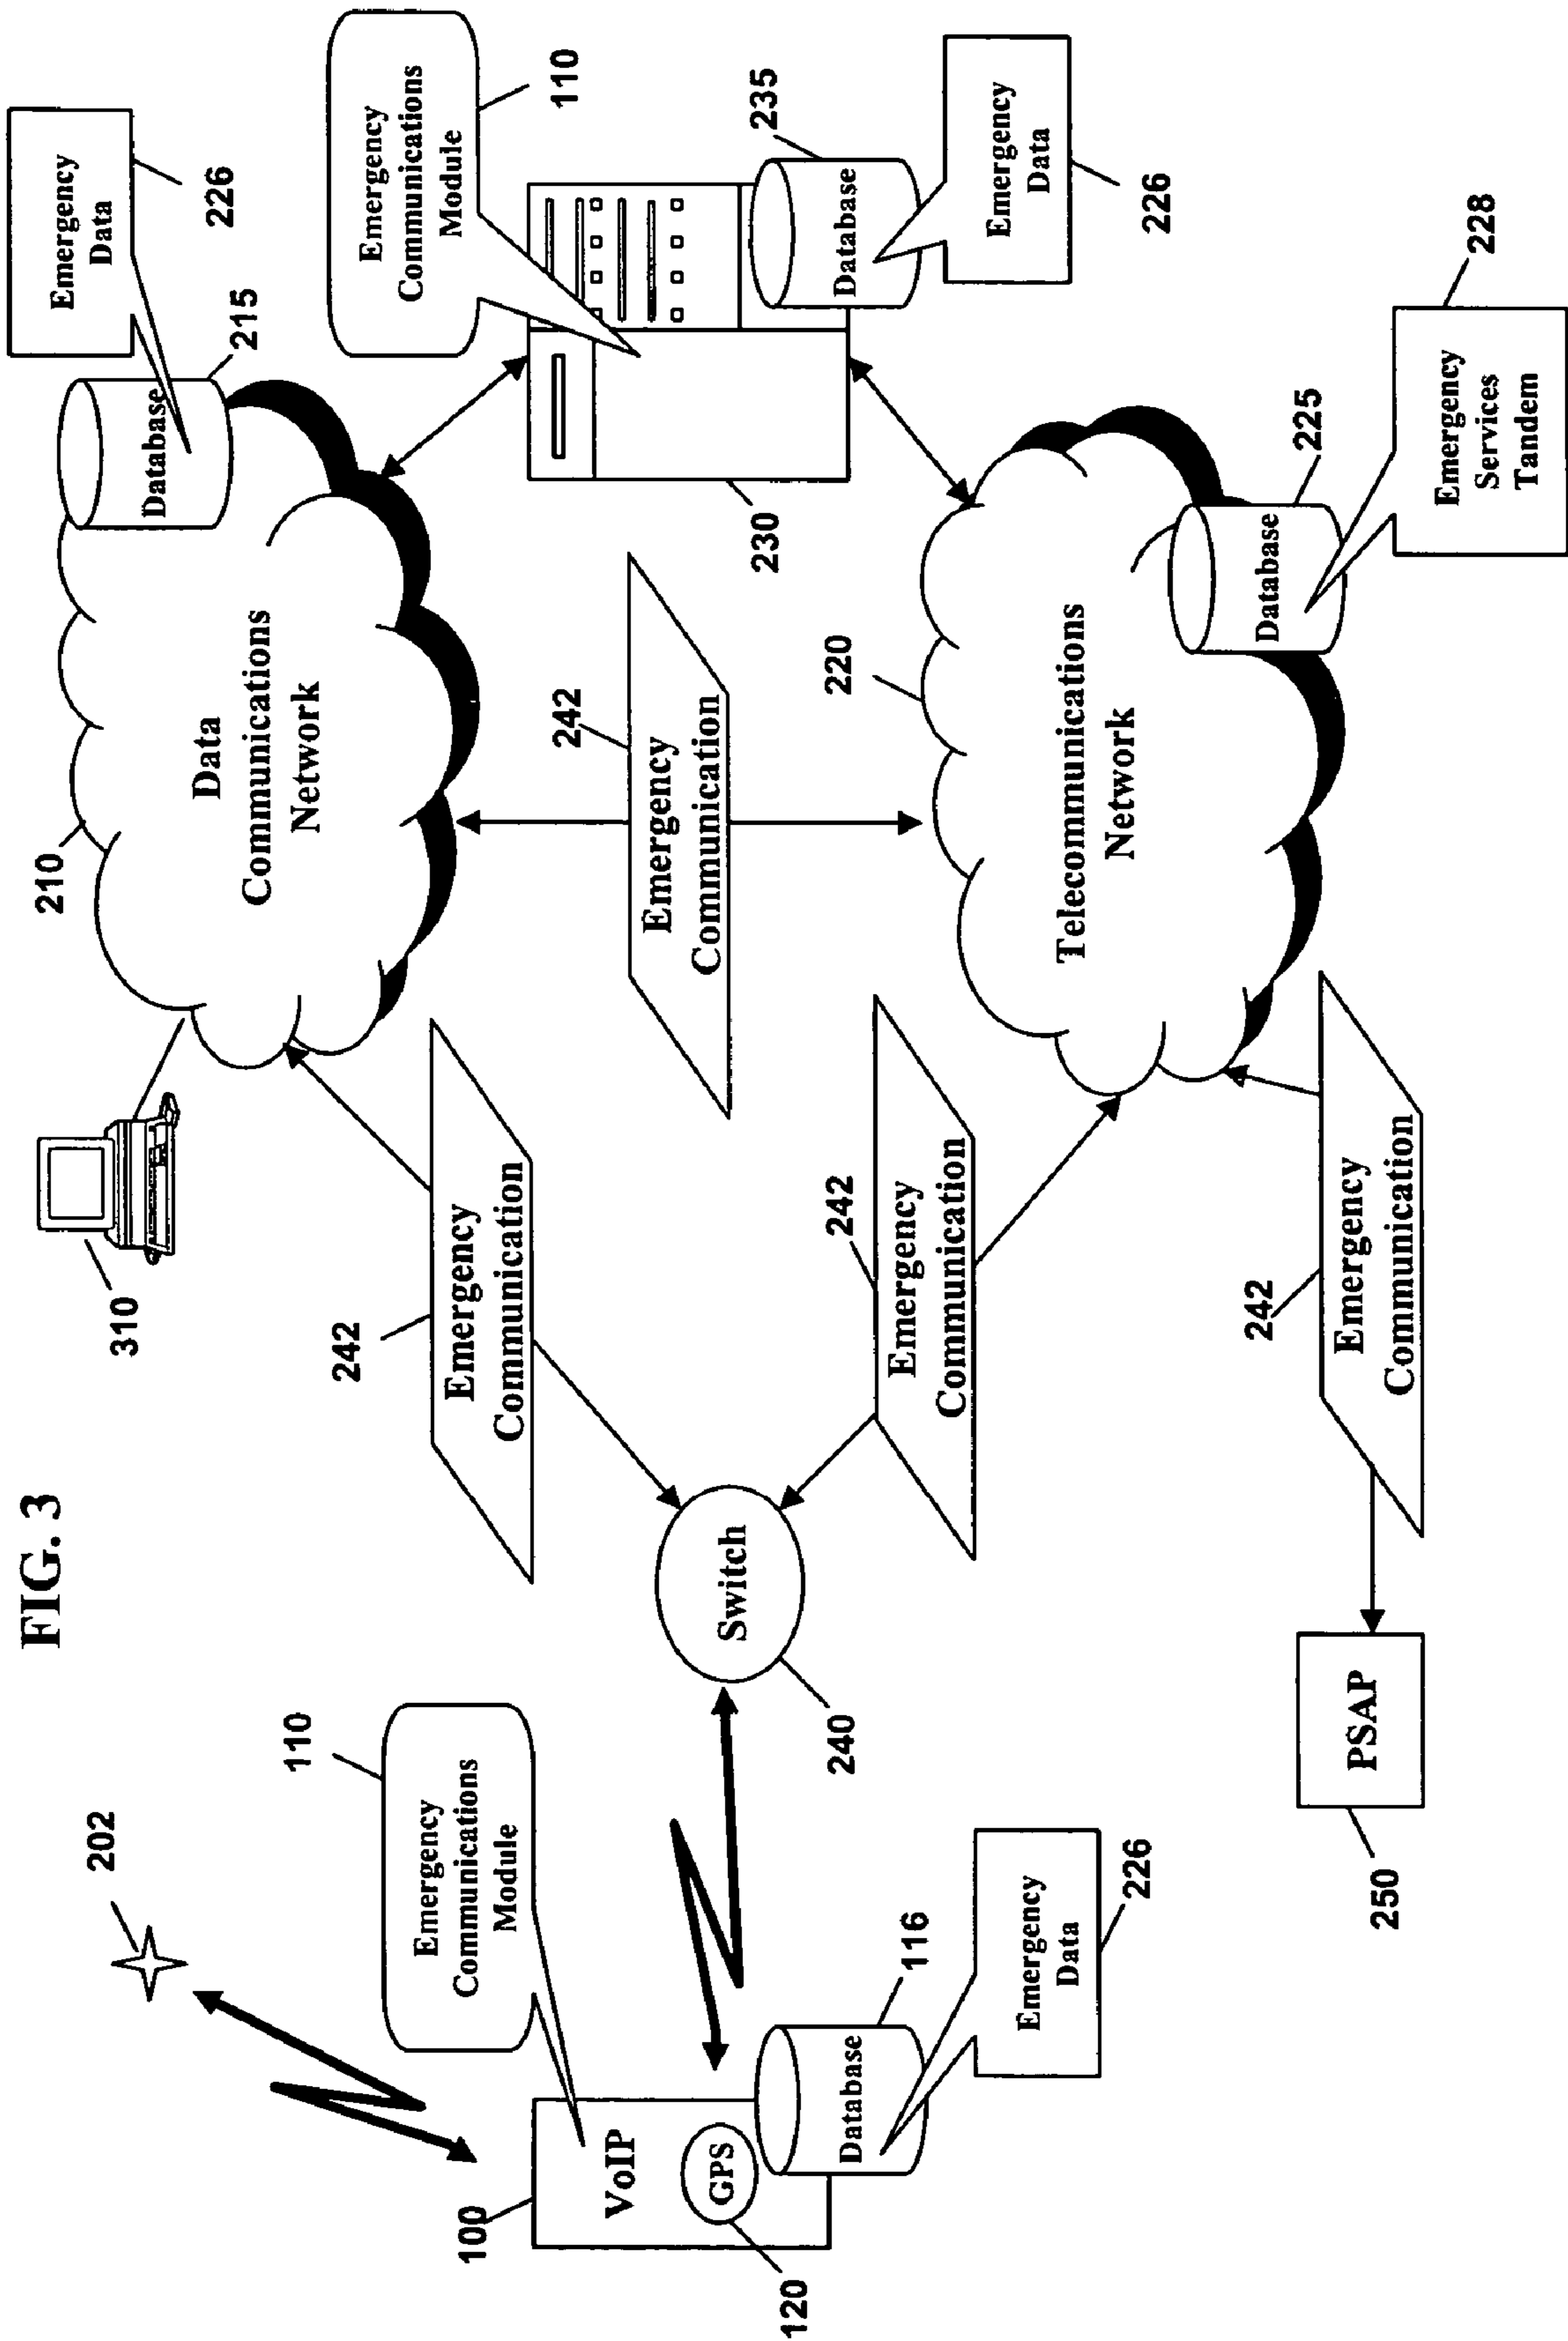 FIG. 3
202
110
Emergency
Communications
Module
100
VoIP
GPS
120
Database
116
Emergency
Data
226
Switch
240
PSAP
250
310
242
Emergency
Communication
242
Emergency
Communication
242
Emergency
Communication
242
Emergency
Communication
210
Data
Communications
Network
Database
215
Emergency
Data
226
220
Telecommunications
Network
Database
225
Emergency
Services
Tandem
228
230
Emergency
Communications
Module
110
Database
235
Emergency
Data
226